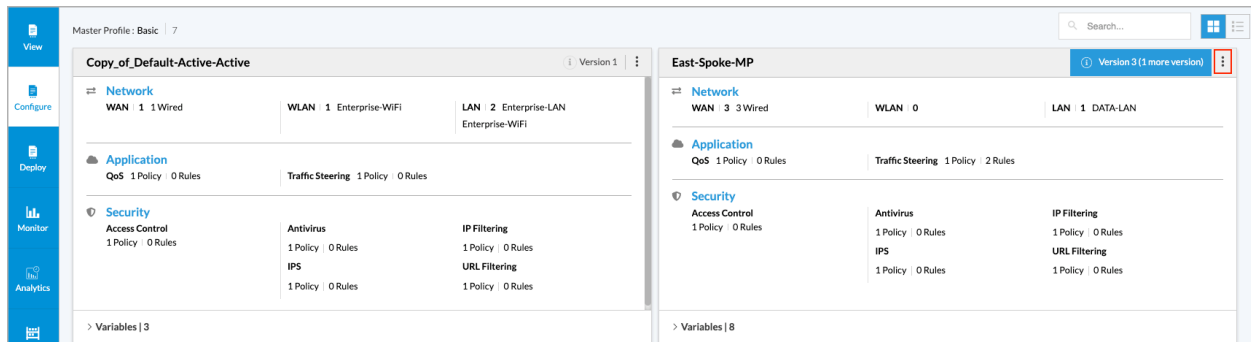 View
Configure
Deploy
Monitor
Analytics
Master Profile : Basic | 7
Search...
Copy_of_Default-Active-Active
Version 1
Network
WAN | 1 1 Wired
WLAN | 1 Enterprise-WiFi
LAN | 2 Enterprise-LAN
Enterprise-WiFi
Application
QoS 1 Policy | 0 Rules
Traffic Steering 1 Policy | 0 Rules
Security
Access Control
1 Policy | 0 Rules
Antivirus
1 Policy | 0 Rules
IPS
1 Policy | 0 Rules
IP Filtering
1 Policy | 0 Rules
URL Filtering
1 Policy | 0 Rules
> Variables | 3
East-Spoke-MP
Version 3 (1 more version)
Network
WAN | 3 3 Wired
WLAN | 0
LAN | 1 DATA-LAN
Application
QoS 1 Policy | 0 Rules
Traffic Steering 1 Policy | 2 Rules
Security
Access Control
1 Policy | 0 Rules
Antivirus
1 Policy | 0 Rules
IPS
1 Policy | 0 Rules
IP Filtering
1 Policy | 0 Rules
URL Filtering
1 Policy | 0 Rules
> Variables | 8